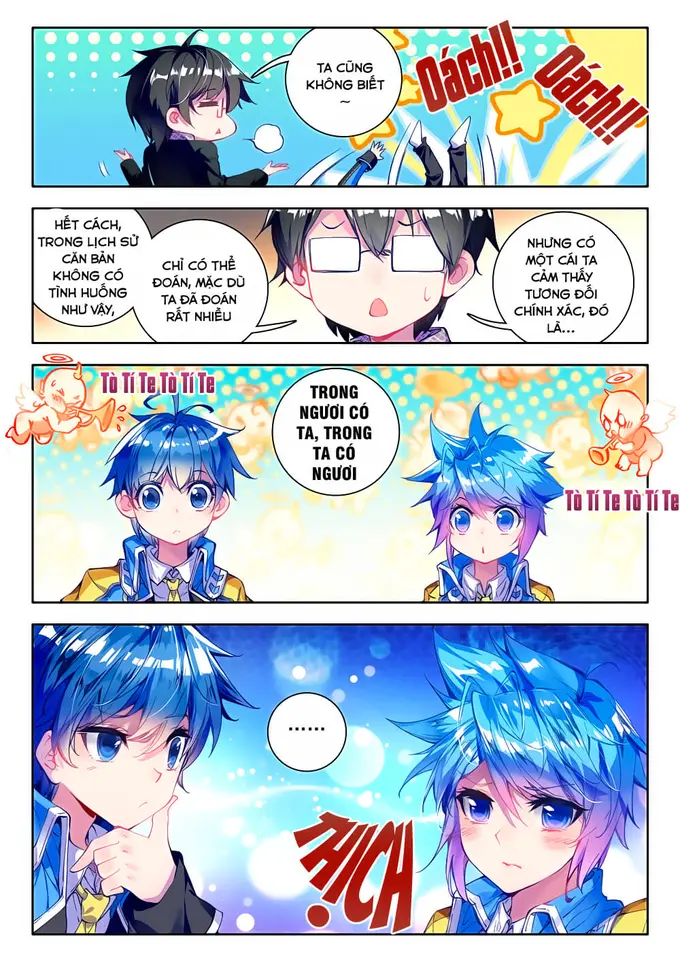 TA CŨNG
KHÔNG BIẾT
~
Oách!!
Oách!!
HẾT CÁCH,
TRONG LỊCH SỬ
CĂN BẢN
KHÔNG CÓ
TÌNH HUỐNG
NHƯ VẬY,
CHỈ CÓ THỂ
ĐOÁN, MẶC DÙ
TA ĐÃ ĐOÁN
RẤT NHIỀU
NHƯNG CÓ
MỘT CÁI TA
CẢM THẤY
TƯƠNG ĐỐI
CHÍNH XÁC, ĐÓ
LÀ...
Tò Tí Te Tò Tí Te
TRONG
NGƯƠI CÓ
TA, TRONG
TA CÓ
NGƯƠI
Tò Tí Te Tò Tí Te
......
THỊCH